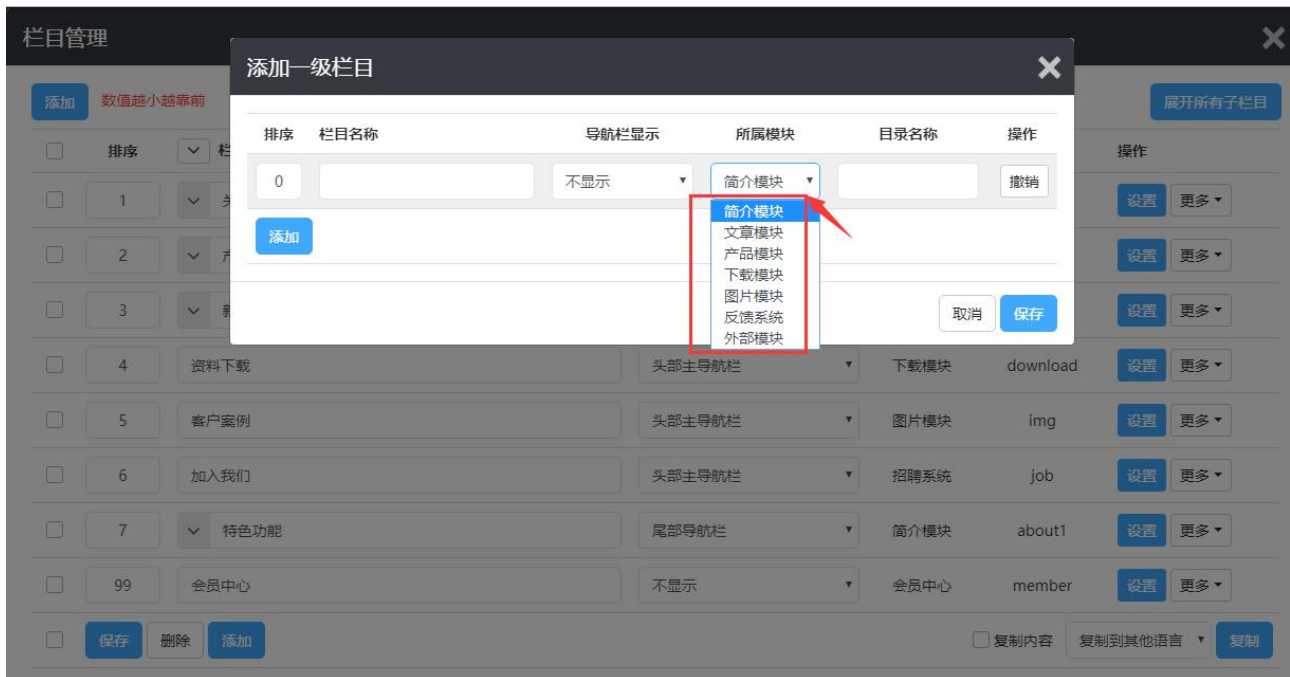 栏目管理
添加一级栏目
添加 数值越小越靠前 展开所有子栏目
排序 栏目名称 导航栏显示 所属模块 目录名称 操作
排序 操作
0 不显示 简介模块 撤销
1 设置 更多
简介模块
文章模块
添加
2 设置 更多
产品模块
下载模块
图片模块
3 取消 保存 设置 更多
反馈系统
外部模块
4 资料下载 头部主导航栏 下载模块 download 设置 更多
5 客户案例 头部主导航栏 图片模块 img 设置 更多
6 加入我们 头部主导航栏 招聘系统 job 设置 更多
7 特色功能 尾部导航栏 简介模块 about1 设置 更多
99 会员中心 不显示 会员中心 member 设置 更多
保存 删除 添加 复制内容 复制到其他语言 复制